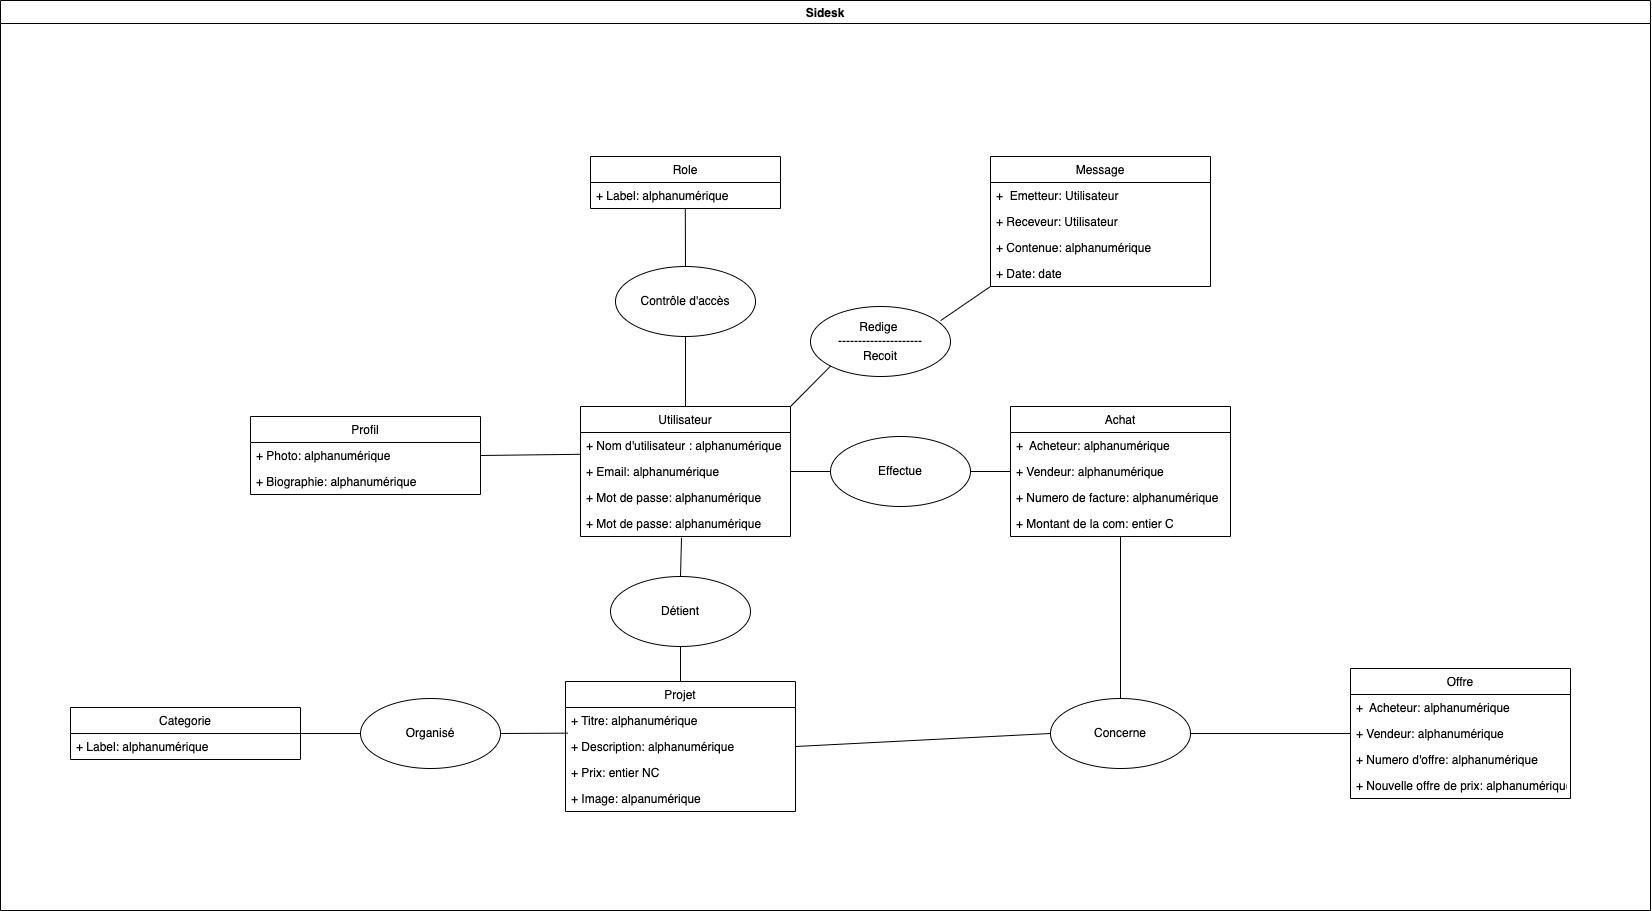 Sidesk
Role
+ Label: alphanumérique
Message
+  Emetteur: Utilisateur
+ Receveur: Utilisateur
+ Contenue: alphanumérique
+ Date: date
Contrôle d'accès
Redige
---------------------
Recoit
Profil
+ Photo: alphanumérique
+ Biographie: alphanumérique
Utilisateur
+ Nom d'utilisateur : alphanumérique
+ Email: alphanumérique
+ Mot de passe: alphanumérique
+ Mot de passe: alphanumérique
Effectue
Achat
+  Acheteur: alphanumérique
+ Vendeur: alphanumérique
+ Numero de facture: alphanumérique
+ Montant de la com: entier C
Détient
Categorie
+ Label: alphanumérique
Organisé
Projet
+ Titre: alphanumérique
+ Description: alphanumérique
+ Prix: entier NC
+ Image: alpanumérique
Concerne
Offre
+  Acheteur: alphanumérique
+ Vendeur: alphanumérique
+ Numero d'offre: alphanumérique
+ Nouvelle offre de prix: alphanumériqu